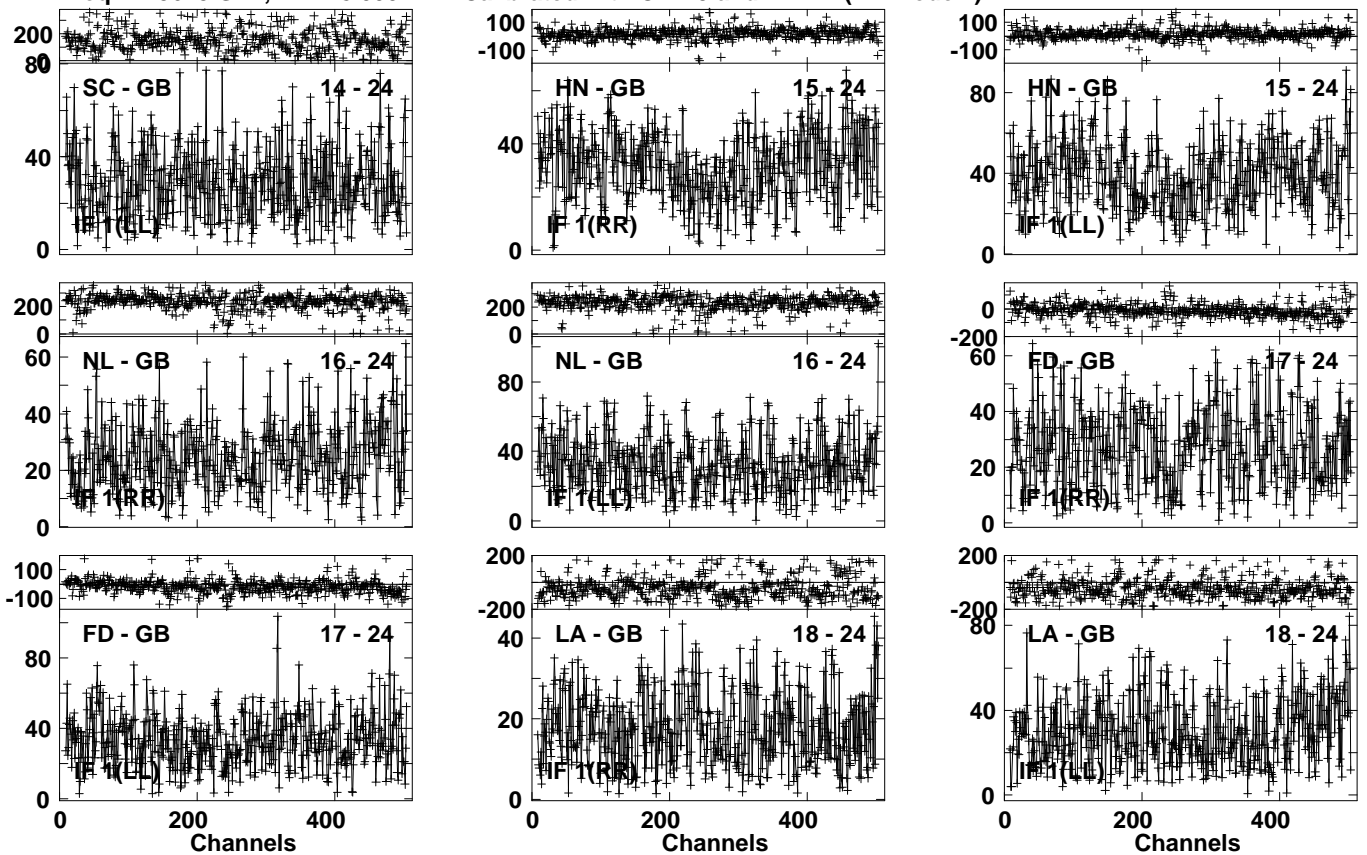 200
0
80
40
0
SC - GB 14 - 24
IF 1(LL)
100
-100
40
0
HN - GB 15 - 24
IF 1(RR)
100
-100
80
40
0
HN - GB 15 - 24
IF 1(LL)
200
0
60
40
20
0
NL - GB 16 - 24
IF 1(RR)
200
0
80
40
0
NL - GB 16 - 24
IF 1(LL)
0
-200
60
40
20
0
FD - GB 17 - 24
IF 1(RR)
100
-100
80
40
0
FD - GB 17 - 24
IF 1(LL)
0 200 400
Channels
200
-200
40
20
0
LA - GB 18 - 24
IF 1(RR)
0 200 400
Channels
200
-200
80
40
0
LA - GB 18 - 24
IF 1(LL)
0 200 400
Channels